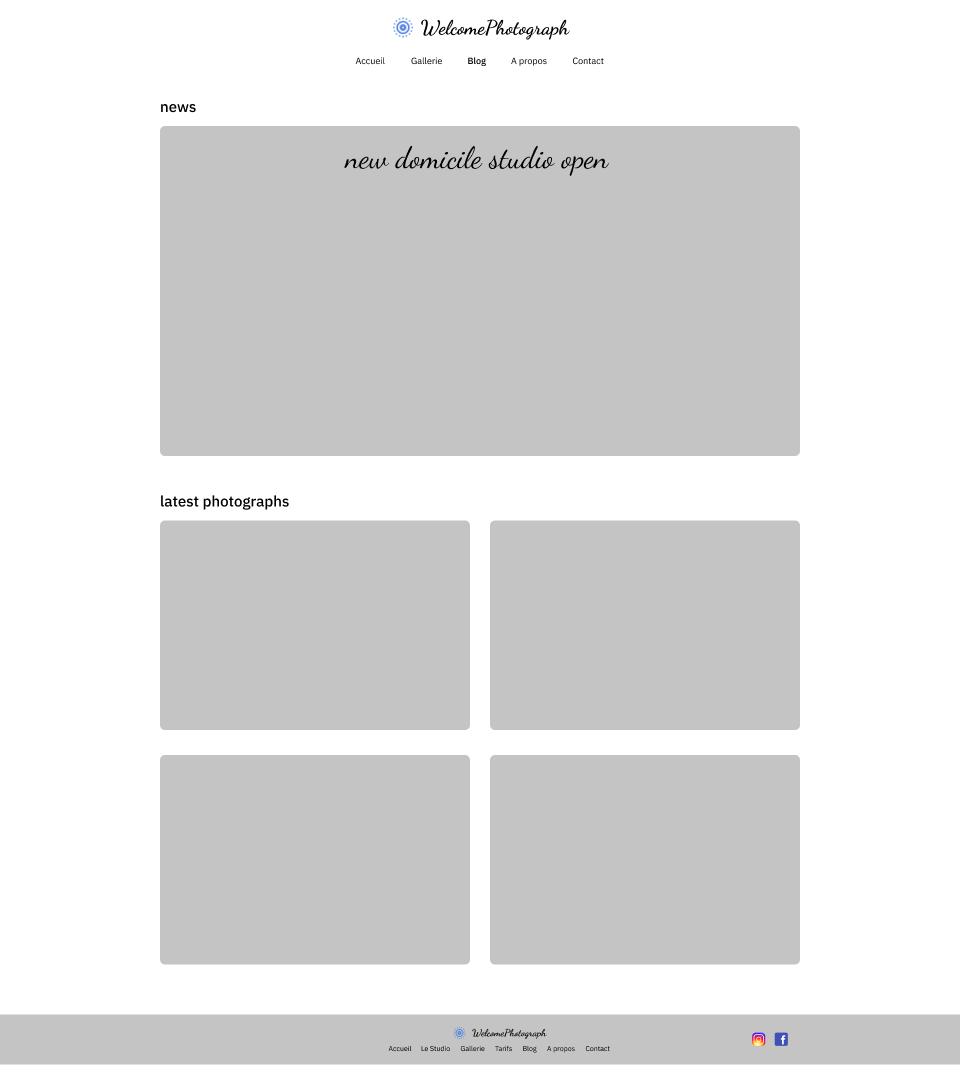 WelcomePhotograph
Accueil Gallerie Blog A propos Contact
news
new domicile studio open
latest photographs
WelcomePhotograph
Accueil Le Studio Gallerie Tarifs Blog A propos Contact